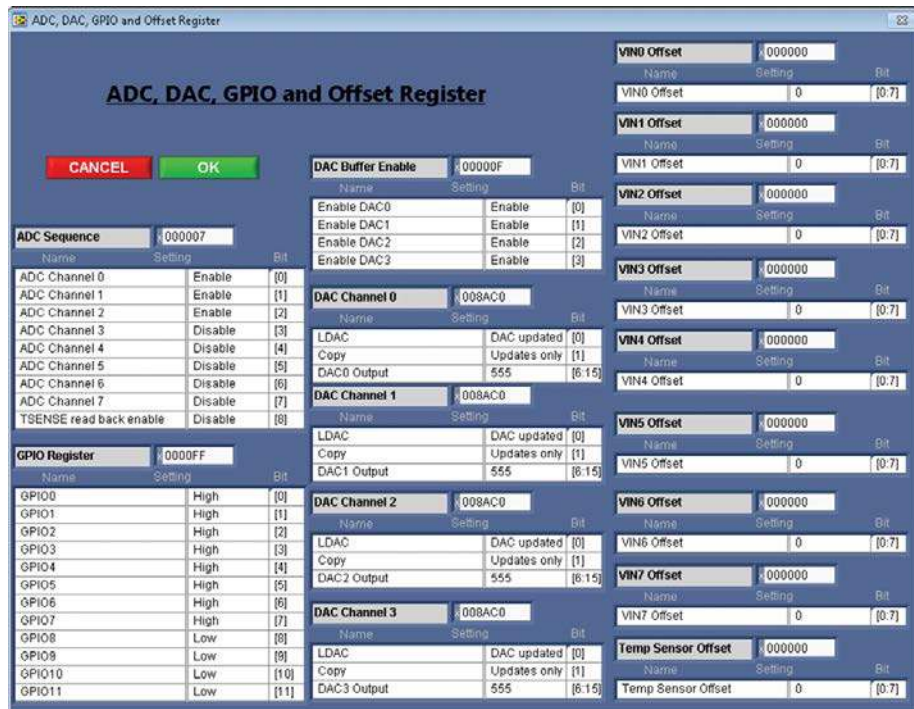 ADC, DAC, GPIO and Offset Register
ADC, DAC, GPIO and Offset Register
CANCEL OK
ADC Sequence x 000007
Name Setting Bit
ADC Channel 0 Enable [0]
ADC Channel 1 Enable [1]
ADC Channel 2 Enable [2]
ADC Channel 3 Disable [3]
ADC Channel 4 Disable [4]
ADC Channel 5 Disable [5]
ADC Channel 6 Disable [6]
ADC Channel 7 Disable [7]
TSENSE read back enable Disable [8]
GPIO Register x 0000FF
Name Setting Bit
GPIO0 High [0]
GPIO1 High [1]
GPIO2 High [2]
GPIO3 High [3]
GPIO4 High [4]
GPIO5 High [5]
GPIO6 High [6]
GPIO7 High [7]
GPIO8 Low [8]
GPIO9 Low [9]
GPIO10 Low [10]
GPIO11 Low [11]
DAC Buffer Enable x 00000F
Name Setting Bit
Enable DAC0 Enable [0]
Enable DAC1 Enable [1]
Enable DAC2 Enable [2]
Enable DAC3 Enable [3]
DAC Channel 0 x 008AC0
Name Setting Bit
LDAC DAC updated [0]
Copy Updates only [1]
DAC0 Output 555 [6:15]
DAC Channel 1 x 008AC0
Name Setting Bit
LDAC DAC updated [0]
Copy Updates only [1]
DAC1 Output 555 [6:15]
DAC Channel 2 x 008AC0
Name Setting Bit
LDAC DAC updated [0]
Copy Updates only [1]
DAC2 Output 555 [6:15]
DAC Channel 3 x 008AC0
Name Setting Bit
LDAC DAC updated [0]
Copy Updates only [1]
DAC3 Output 555 [6:15]
VIN0 Offset x 000000
Name Setting Bit
VIN0 Offset 0 [0:7]
VIN1 Offset x 000000
Name Setting Bit
VIN1 Offset 0 [0:7]
VIN2 Offset x 000000
Name Setting Bit
VIN2 Offset 0 [0:7]
VIN3 Offset x 000000
Name Setting Bit
VIN3 Offset 0 [0:7]
VIN4 Offset x 000000
Name Setting Bit
VIN4 Offset 0 [0:7]
VIN5 Offset x 000000
Name Setting Bit
VIN5 Offset 0 [0:7]
VIN6 Offset x 000000
Name Setting Bit
VIN6 Offset 0 [0:7]
VIN7 Offset x 000000
Name Setting Bit
VIN7 Offset 0 [0:7]
Temp Sensor Offset x 000000
Name Setting Bit
Temp Sensor Offset 0 [0:7]